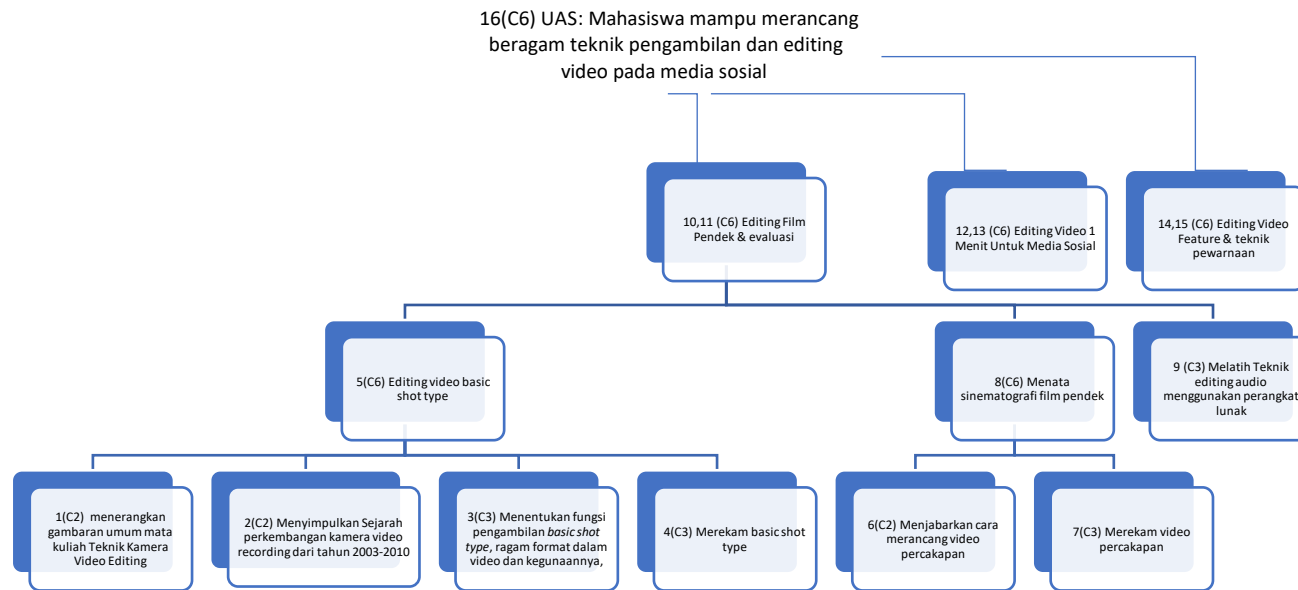 16(C6) UAS: Mahasiswa mampu merancang
beragam teknik pengambilan dan editing
video pada media sosial
10,11 (C6) Editing Film
Pendek & evaluasi
12,13 (C6) Editing Video 1
Menit Untuk Media Sosial
14,15 (C6) Editing Video
Feature & teknik
pewarnaan
5(C6) Editing video basic
shot type
8(C6) Menata
sinematografi film pendek
9 (C3) Melatih Teknik
editing audio
menggunakan perangkat
lunak
1(C2) menerangkan
gambaran umum mata
kuliah Teknik Kamera
Video Editing
2(C2) Menyimpulkan Sejarah
perkembangan kamera video
recording dari tahun 2003-2010
3(C3) Menentukan fungsi
pengambilan basic shot
type, ragam format dalam
video dan kegunaannya,
4(C3) Merekam basic shot
type
6(C2) Menjabarkan cara
merancang video
percakapan
7(C3) Merekam video
percakapan